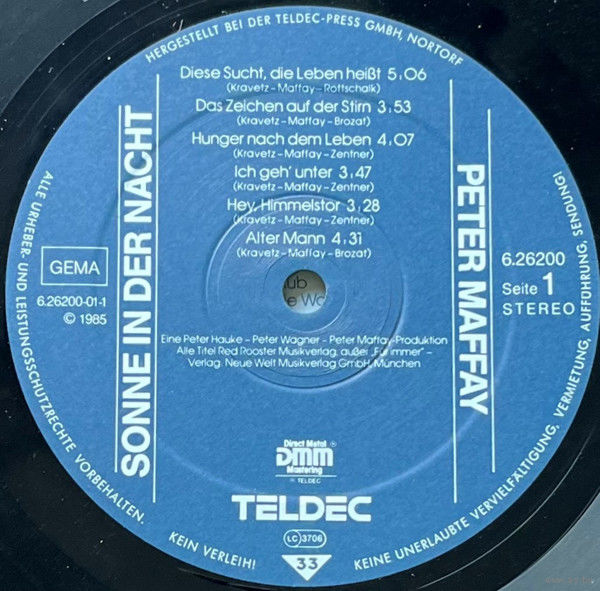 HERGESTELLT BEI DER TELDEC-PRESS GMBH, NORTORF
Diese Sucht, die Leben heißt 5,06
(Kravetz-Maffay-Rottschalk)
Das Zeichen auf der Stirn 3,53
(Kravetz-Maffay-Brozat)
Hunger nach dem Leben 4,07
(Kravetz-Maffay-Zentner)
Ich geh' unter 3,47
(Kravetz-Maffay-Zentner)
Hey, Himmelstor 3,28
(Kravetz-Maffay-Zentner)
Alter Mann 4,31
(Kravetz-Maffay-Brozat)
SONNE IN DER NACHT
PETER MAFFAY
GEMA
6.26200-01-1
© 1985
6.26200
Seite 1
STEREO
Eine Peter Hauke - Peter Wagner - Peter Maffay-Produktion
Alle Titel Red Rooster Musikverlag, außer „Für immer" -
Verlag: Neue Welt Musikverlag GmbH, München
Direct Metal
DMM
Mastering
TELDEC
TELDEC
LC 3706
33
ALLE URHEBER- UND LEISTUNGSSCHUTZRECHTE VORBEHALTEN.
KEIN VERLEIH!
KEINE UNERLAUBTE VERVIELFÄLTIGUNG, VERMIETUNG, AUFFÜHRUNG, SENDUNG!